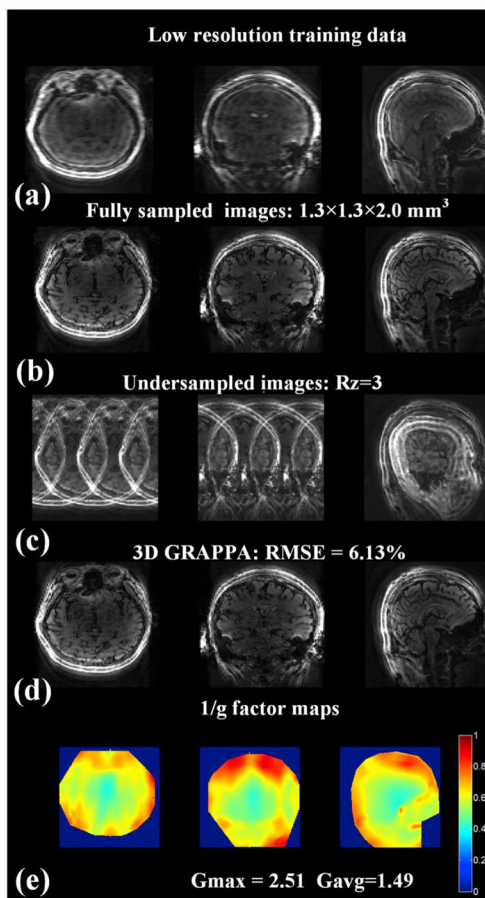 Low resolution training data
(a)
Fully sampled images: 1.3×1.3×2.0 mm³
(b)
Undersampled images: Rz=3
(c)
3D GRAPPA: RMSE = 6.13%
(d)
1/g factor maps
1
0.8
0.6
0.4
0.2
0
(e)
Gmax = 2.51 Gavg=1.49